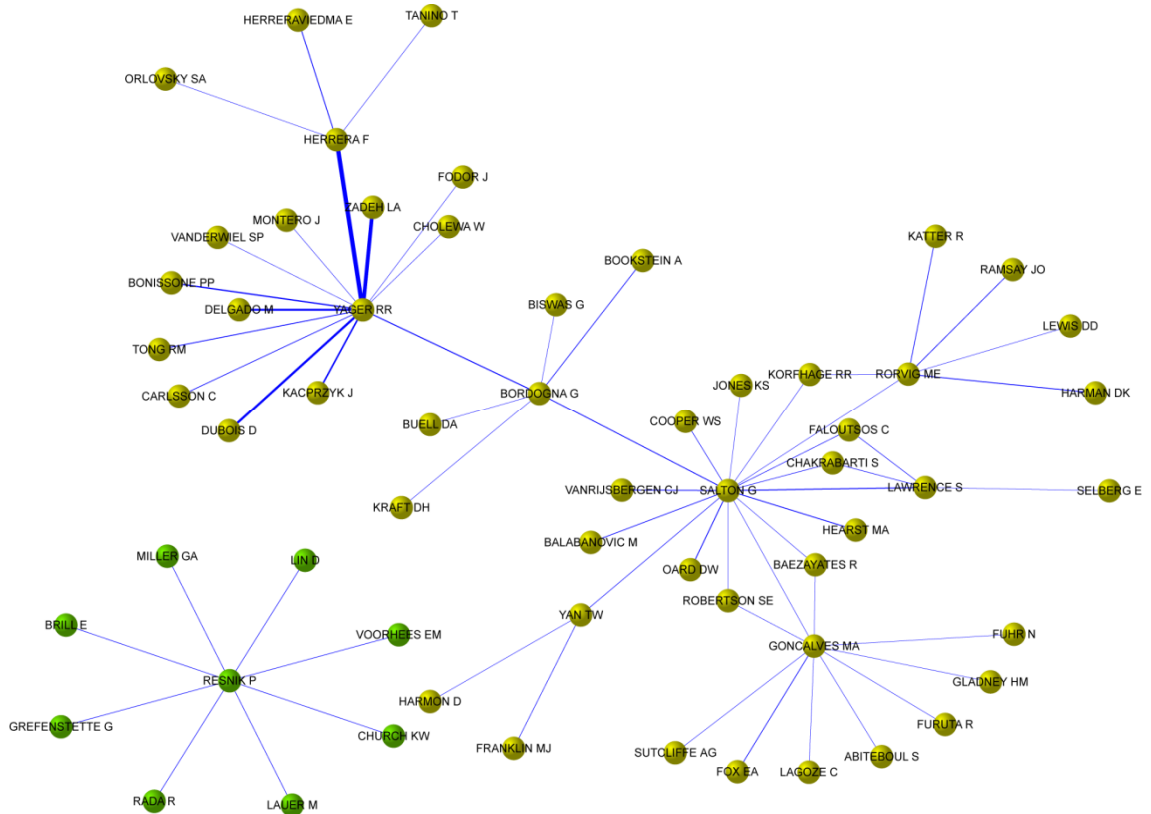 HERRERAVIEDMA E
TANINO T
ORLOVSKY SA
HERRERA F
FODOR J
ZADEH LA
MONTERO J
CHOLEWA W
VANDERWIEL SP
KATTER R
BOOKSTEIN A
RAMSAY JO
BONISSONE PP
BISWAS G
DELGADO M
YAGER RR
LEWIS DD
TONG RM
KORFHAGE RR
RORVIG ME
JONES KS
CARLSSON C
KACPRZYK J
BORDOGNA G
HARMAN DK
COOPER WS
BUELL DA
DUBOIS D
FALOUTSOS C
CHAKRABARTI S
VANRIJSBERGEN CJ
SALTON G
LAWRENCE S
SELBERG E
KRAFT DH
HEARST MA
BALABANOVIC M
MILLER GA
LIN D
OARD DW
BAEZAYATES R
ROBERTSON SE
YAN TW
BRILL E
VOORHEES EM
FUHR N
GONCALVES MA
RESNIK P
GLADNEY HM
HARMON D
GREFENSTETTE G
FURUTA R
CHURCH KW
FRANKLIN MJ
SUTCLIFFE AG
ABITEBOUL S
FOX EA
LAGOZE C
RADA R
LAUER M